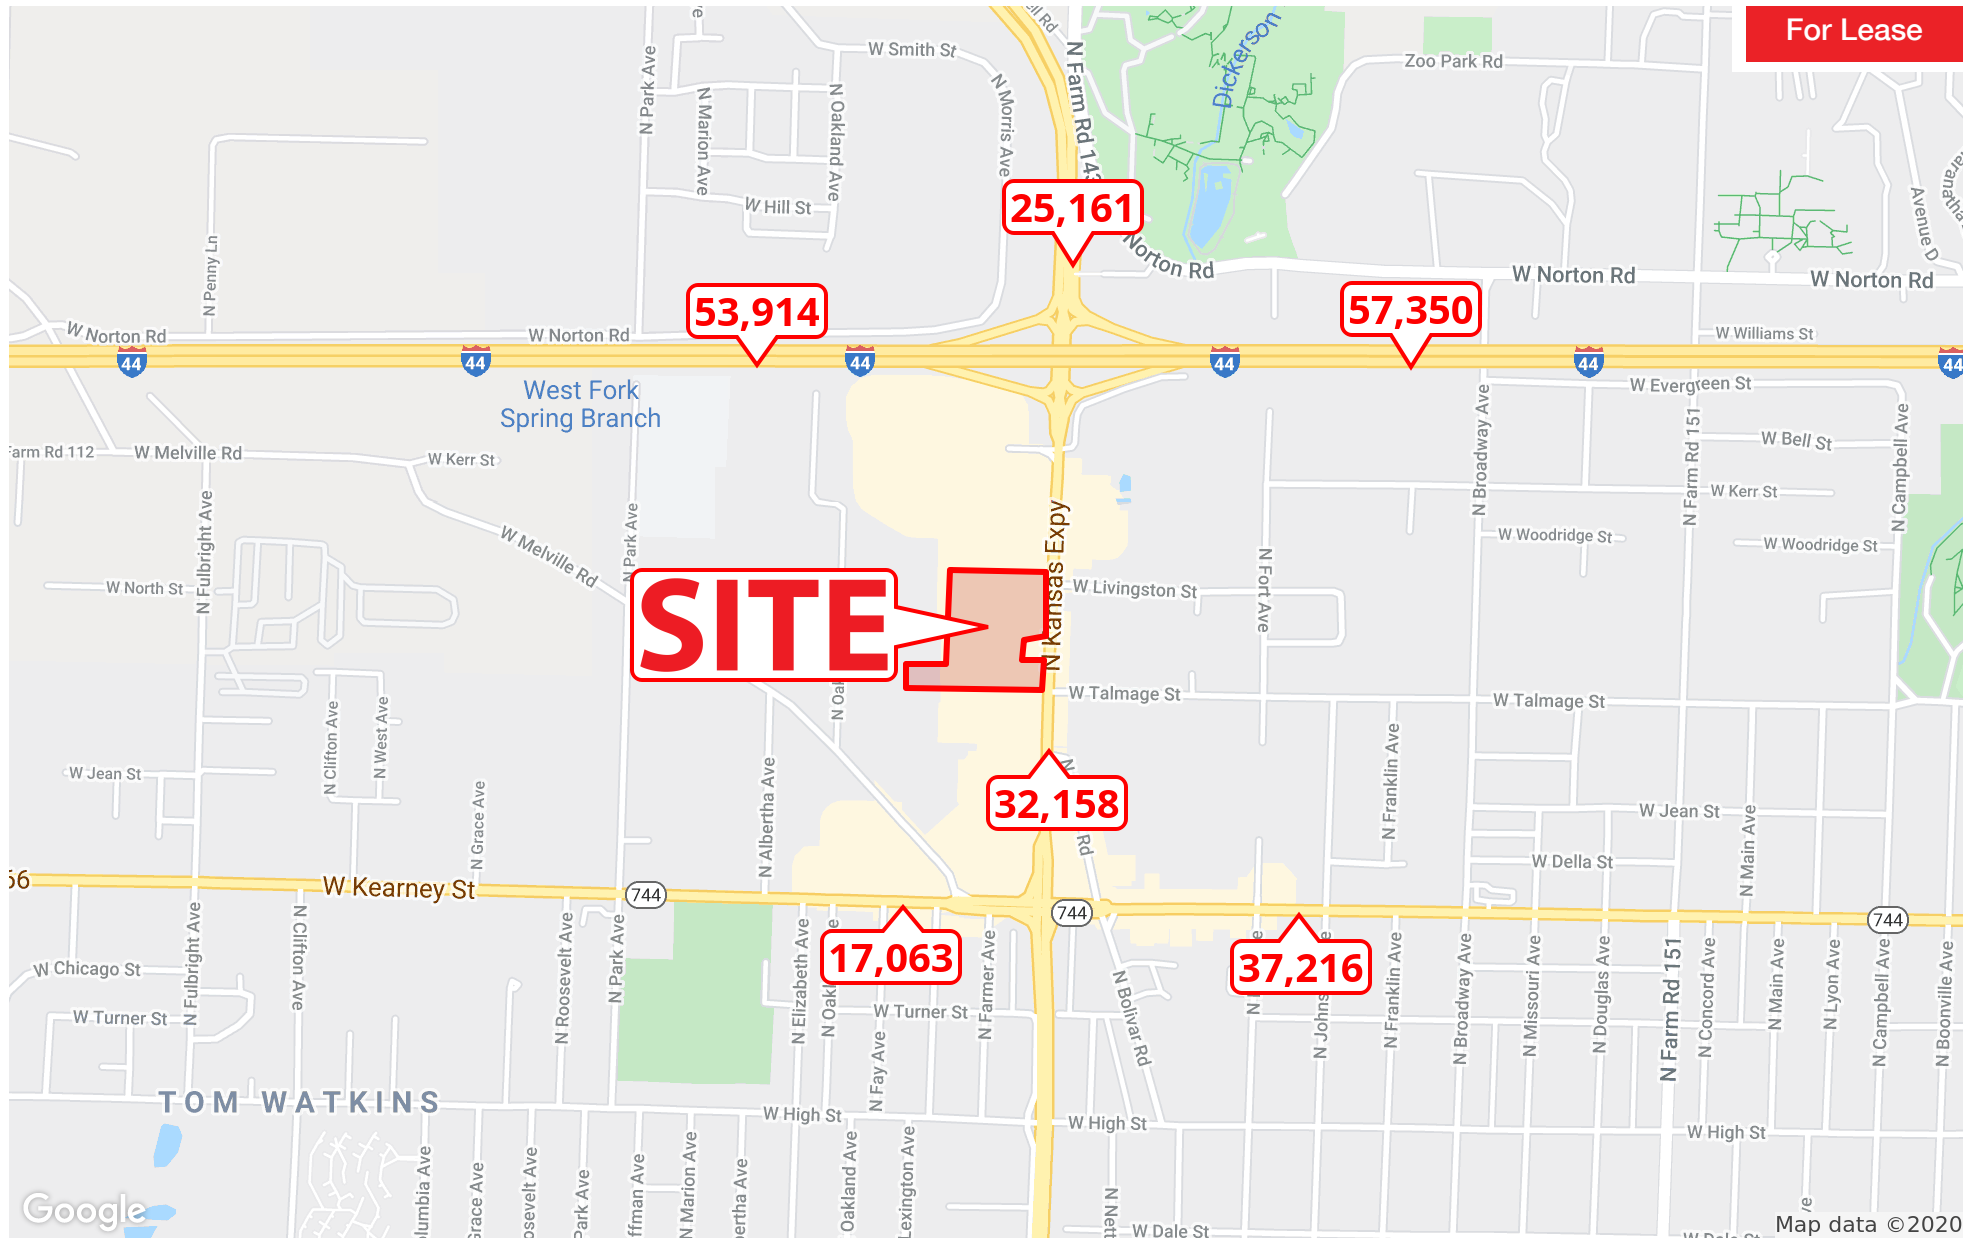 For Lease
W Smith St
N Park Ave
N Marion Ave
N Oakland Ave
N Morris Ave
N Farm Rd 143
Dickerson
Zoo Park Rd
Avenue D
W Hill St
25,161
Norton Rd
W Norton Rd
W Norton Rd
N Penny Ln
53,914
57,350
W Norton Rd
W Norton Rd
W Williams St
44
44
44
44
44
44
West Fork
Spring Branch
W Evergreen St
N Broadway Ave
N Farm Rd 151
N Campbell Ave
W Bell St
Farm Rd 112
W Melville Rd
W Kerr St
W Kerr St
N Fulbright Ave
W Melville Rd
N Park Ave
N Kansas Expy
N Fort Ave
W Woodridge St
W Woodridge St
W North St
W Livingston St
SITE
W Talmage St
W Talmage St
N Clifton Ave
N West Ave
N Franklin Ave
W Jean St
N Grace Ave
N Albertha Ave
32,158
Rd
W Jean St
N Main Ave
W Della St
66
W Kearney St
744
744
744
N Fulbright Ave
N Clifton Ave
N Roosevelt Ave
N Park Ave
N Elizabeth Ave
17,063
N Farmer Ave
37,216
N Franklin Ave
N Broadway Ave
N Missouri Ave
N Douglas Ave
N Farm Rd 151
N Concord Ave
N Main Ave
N Lyon Ave
N Campbell Ave
N Boonville Ave
W Chicago St
W Turner St
W Turner St
N Fay Ave
N Bolivar Rd
TOM WATKINS
W High St
W High St
W High St
Grace Ave
Park Ave
N Marion Ave
Oakland Ave
Lexington Ave
W Dale St
Google
Map data ©2020